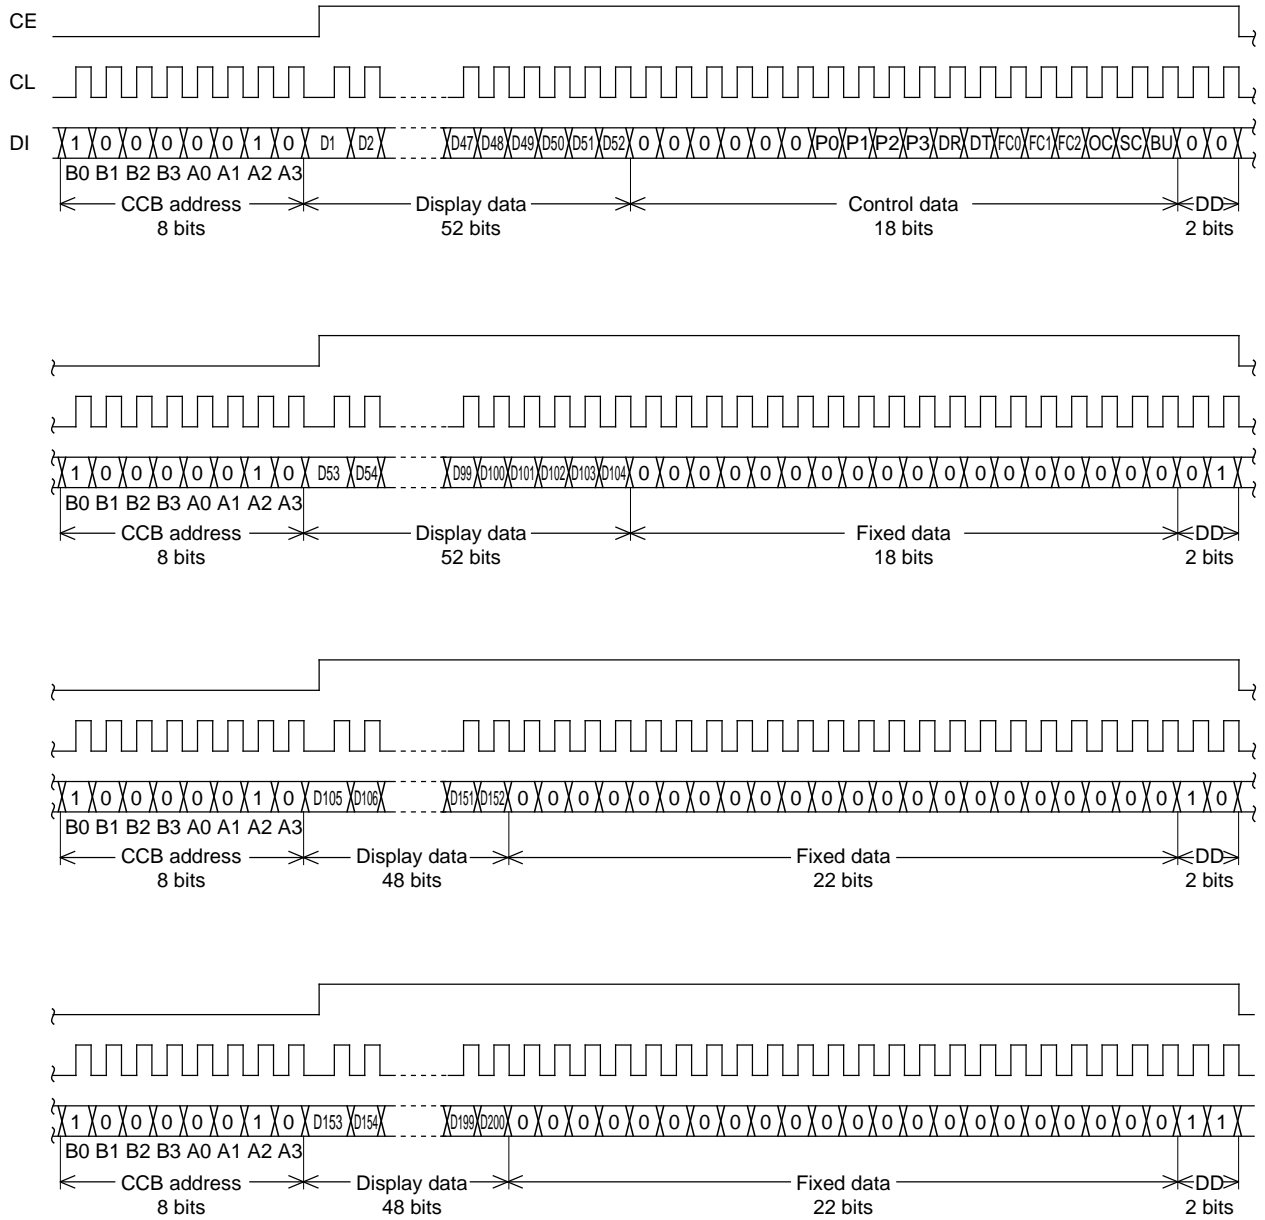 CE
CL
DI 1 0 0 0 0 0 1 0 D1 D2 D47 D48 D49 D50 D51 D52 0 0 0 0 0 0 P0 P1 P2 P3 DR DT FC0 FC1 FC2 OC SC BU 0 0
B0 B1 B2 B3 A0 A1 A2 A3
CCB address Display data Control data DD
8 bits 52 bits 18 bits 2 bits
1 0 0 0 0 0 1 0 D53 D54 D99 D100 D101 D102 D103 D104 0 0 0 0 0 0 0 0 0 0 0 0 0 0 0 0 0 0 0 1
B0 B1 B2 B3 A0 A1 A2 A3
CCB address Display data Fixed data DD
8 bits 52 bits 18 bits 2 bits
1 0 0 0 0 0 1 0 D105 D106 D151 D152 0 0 0 0 0 0 0 0 0 0 0 0 0 0 0 0 0 0 0 0 0 0 1 0
B0 B1 B2 B3 A0 A1 A2 A3
CCB address Display data Fixed data DD
8 bits 48 bits 22 bits 2 bits
1 0 0 0 0 0 1 0 D153 D154 D199 D200 0 0 0 0 0 0 0 0 0 0 0 0 0 0 0 0 0 0 0 0 0 0 1 1
B0 B1 B2 B3 A0 A1 A2 A3
CCB address Display data Fixed data DD
8 bits 48 bits 22 bits 2 bits